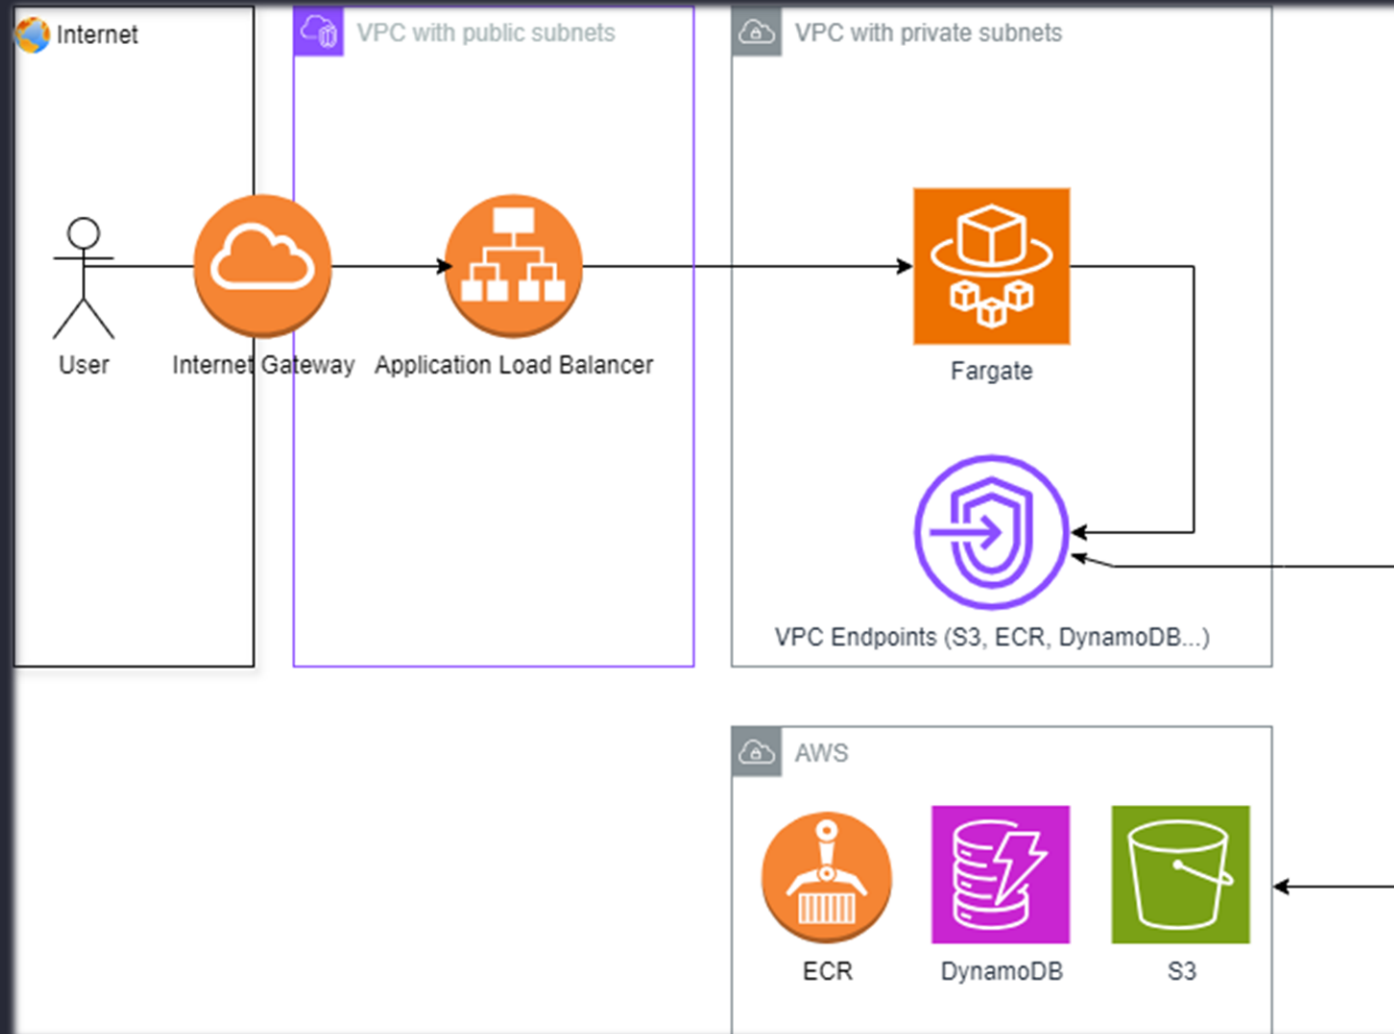 Internet
VPC with public subnets
VPC with private subnets
User
Internet Gateway
Application Load Balancer
Fargate
VPC Endpoints (S3, ECR, DynamoDB...)
AWS
ECR
DynamoDB
S3